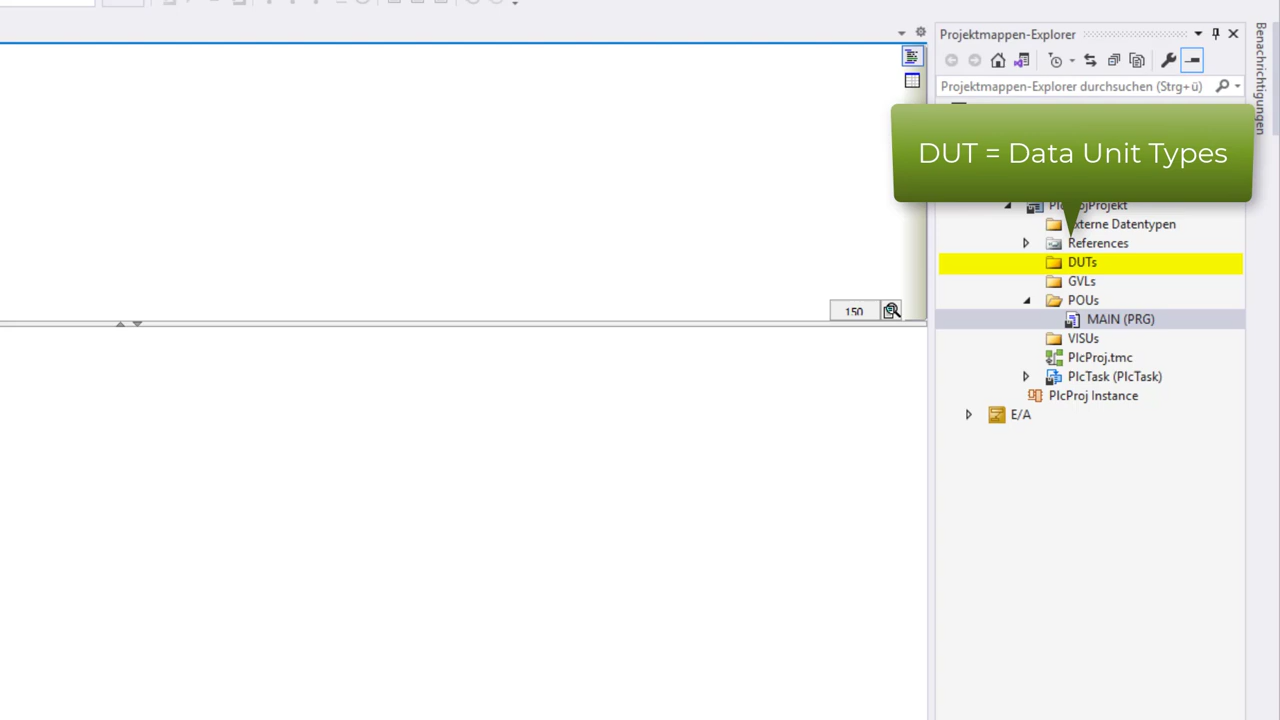 Projektmappen-Explorer
Projektmappen-Explorer durchsuchen (Strg+ü)
Benachrichtigungen
DUT = Data Unit Types
Datentypen
References
DUTs
GVLs
150
POUs
MAIN (PRG)
VISUs
PlcProj.tmc
PlcTask (PlcTask)
PlcProj Instance
E/A